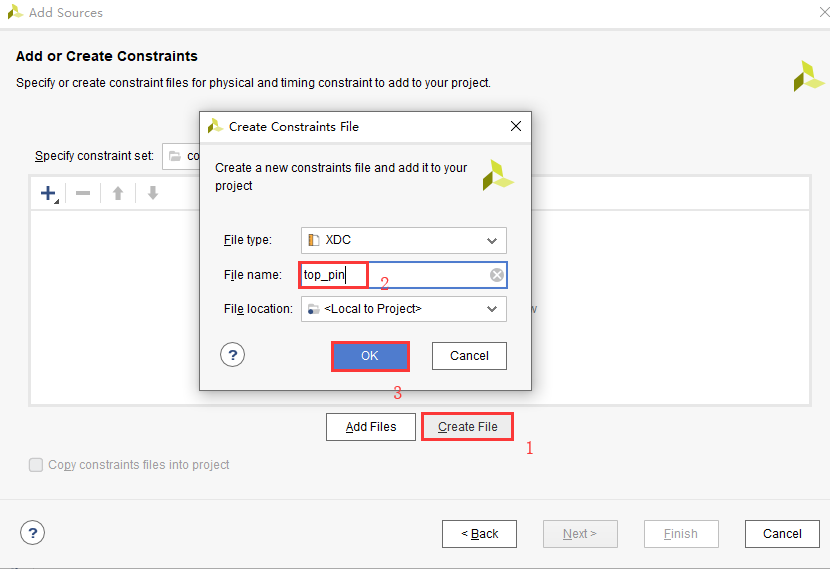 Add Sources
Add or Create Constraints
Specify or create constraint files for physical and timing constraint to add to your project.
Create Constraints File
Specify constraint set: co
Create a new constraints file and add it to your
project
File type: XDC
File name: top_pin
2
File location: <Local to Project>
w
? OK Cancel
3
Add Files Create File
1
Copy constraints files into project
? < Back Next > Finish Cancel